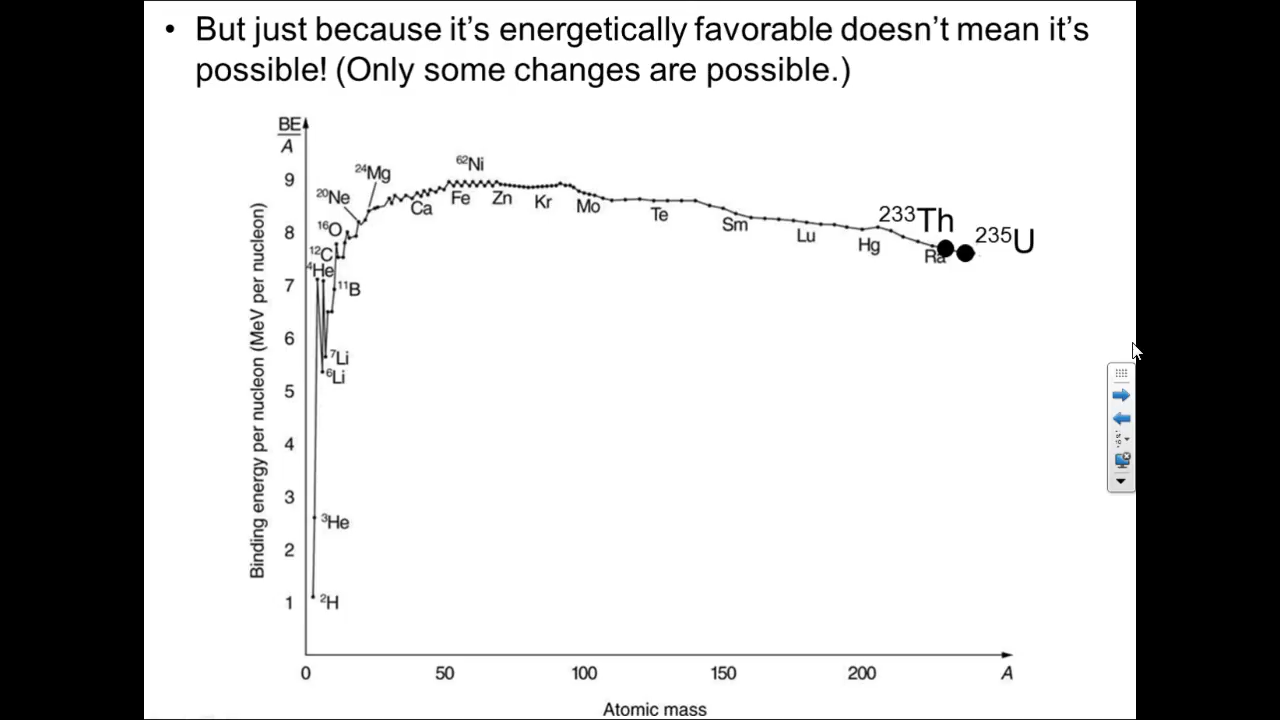 • But just because it’s energetically favorable doesn’t mean it’s
possible! (Only some changes are possible.)
BE
A
Binding energy per nucleon (MeV per nucleon)
9
8
7
6
5
4
3
2
1
²H
³He
⁴He
⁶Li
⁷Li
¹¹B
¹²C
¹⁶O
²⁰Ne
²⁴Mg
Ca
Fe
⁶²Ni
Zn
Kr
Mo
Te
Sm
Lu
Hg
Ra
²³³Th
²³⁵U
0 50 100 150 200 A
Atomic mass